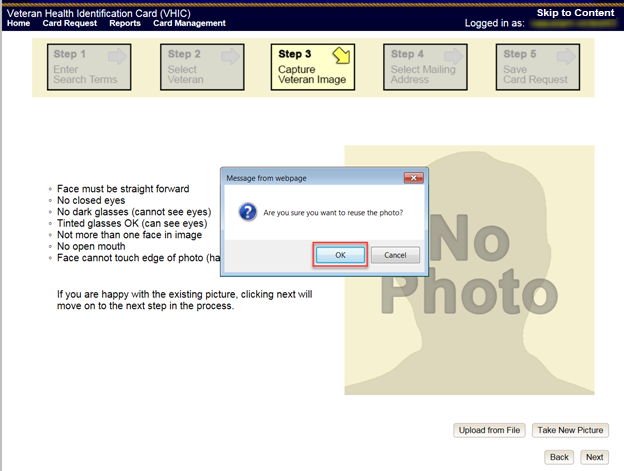 Veteran Health Identification Card (VHIC)
Skip to Content
Home Card Request Reports Card Management
Logged in as:
Step 1
Enter
Search Terms
Step 2
Select
Veteran
Step 3
Capture
Veteran Image
Step 4
Select Mailing
Address
Step 5
Save
Card Request
Message from webpage
Are you sure you want to reuse the photo?
OK Cancel
◦ Face must be straight forward
◦ No closed eyes
◦ No dark glasses (cannot see eyes)
◦ Tinted glasses OK (can see eyes)
◦ Not more than one face in image
◦ No open mouth
◦ Face cannot touch edge of photo (ha
If you are happy with the existing picture, clicking next will
move on to the next step in the process.
No
Photo
Upload from File Take New Picture
Back Next